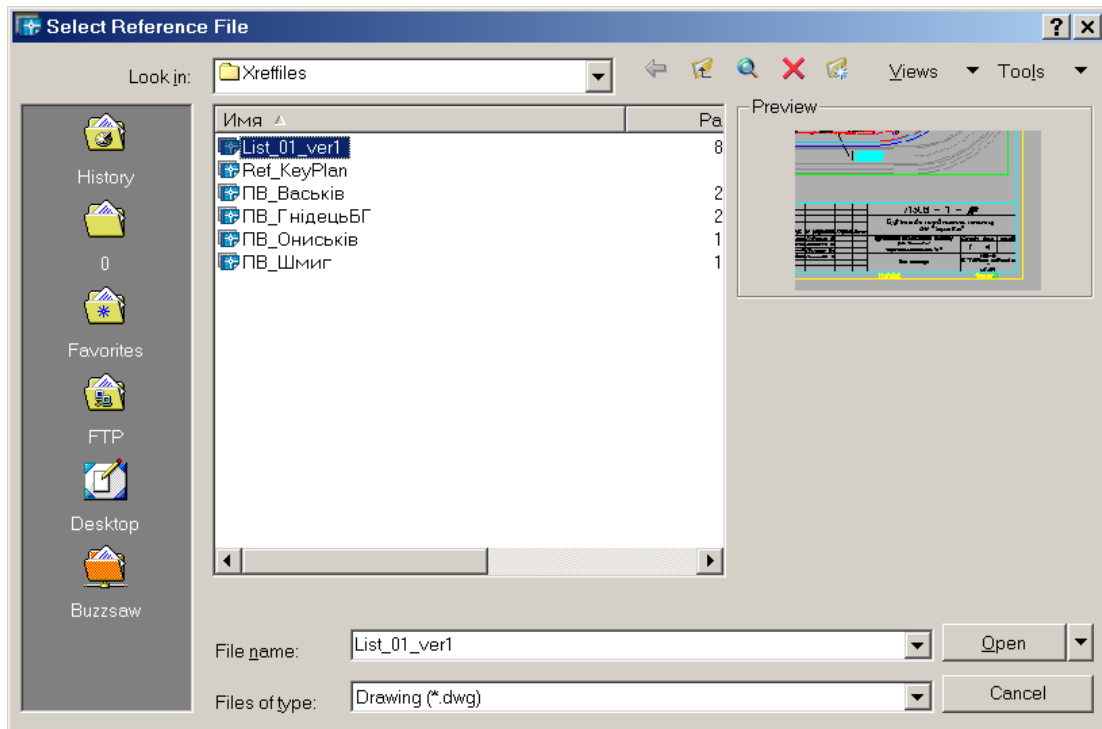 Select Reference File
Look in:
Xreffiles
Views
Tools
History
0
Favorites
FTP
Desktop
Buzzsaw
Имя
Ра
List_01_ver1
8
Ref_KeyPlan
ПВ_Васьків
2
ПВ_ГнідецьБГ
2
ПВ_Ониськів
1
ПВ_Шмиг
1
Preview
File name:
List_01_ver1
Open
Files of type:
Drawing (*.dwg)
Cancel